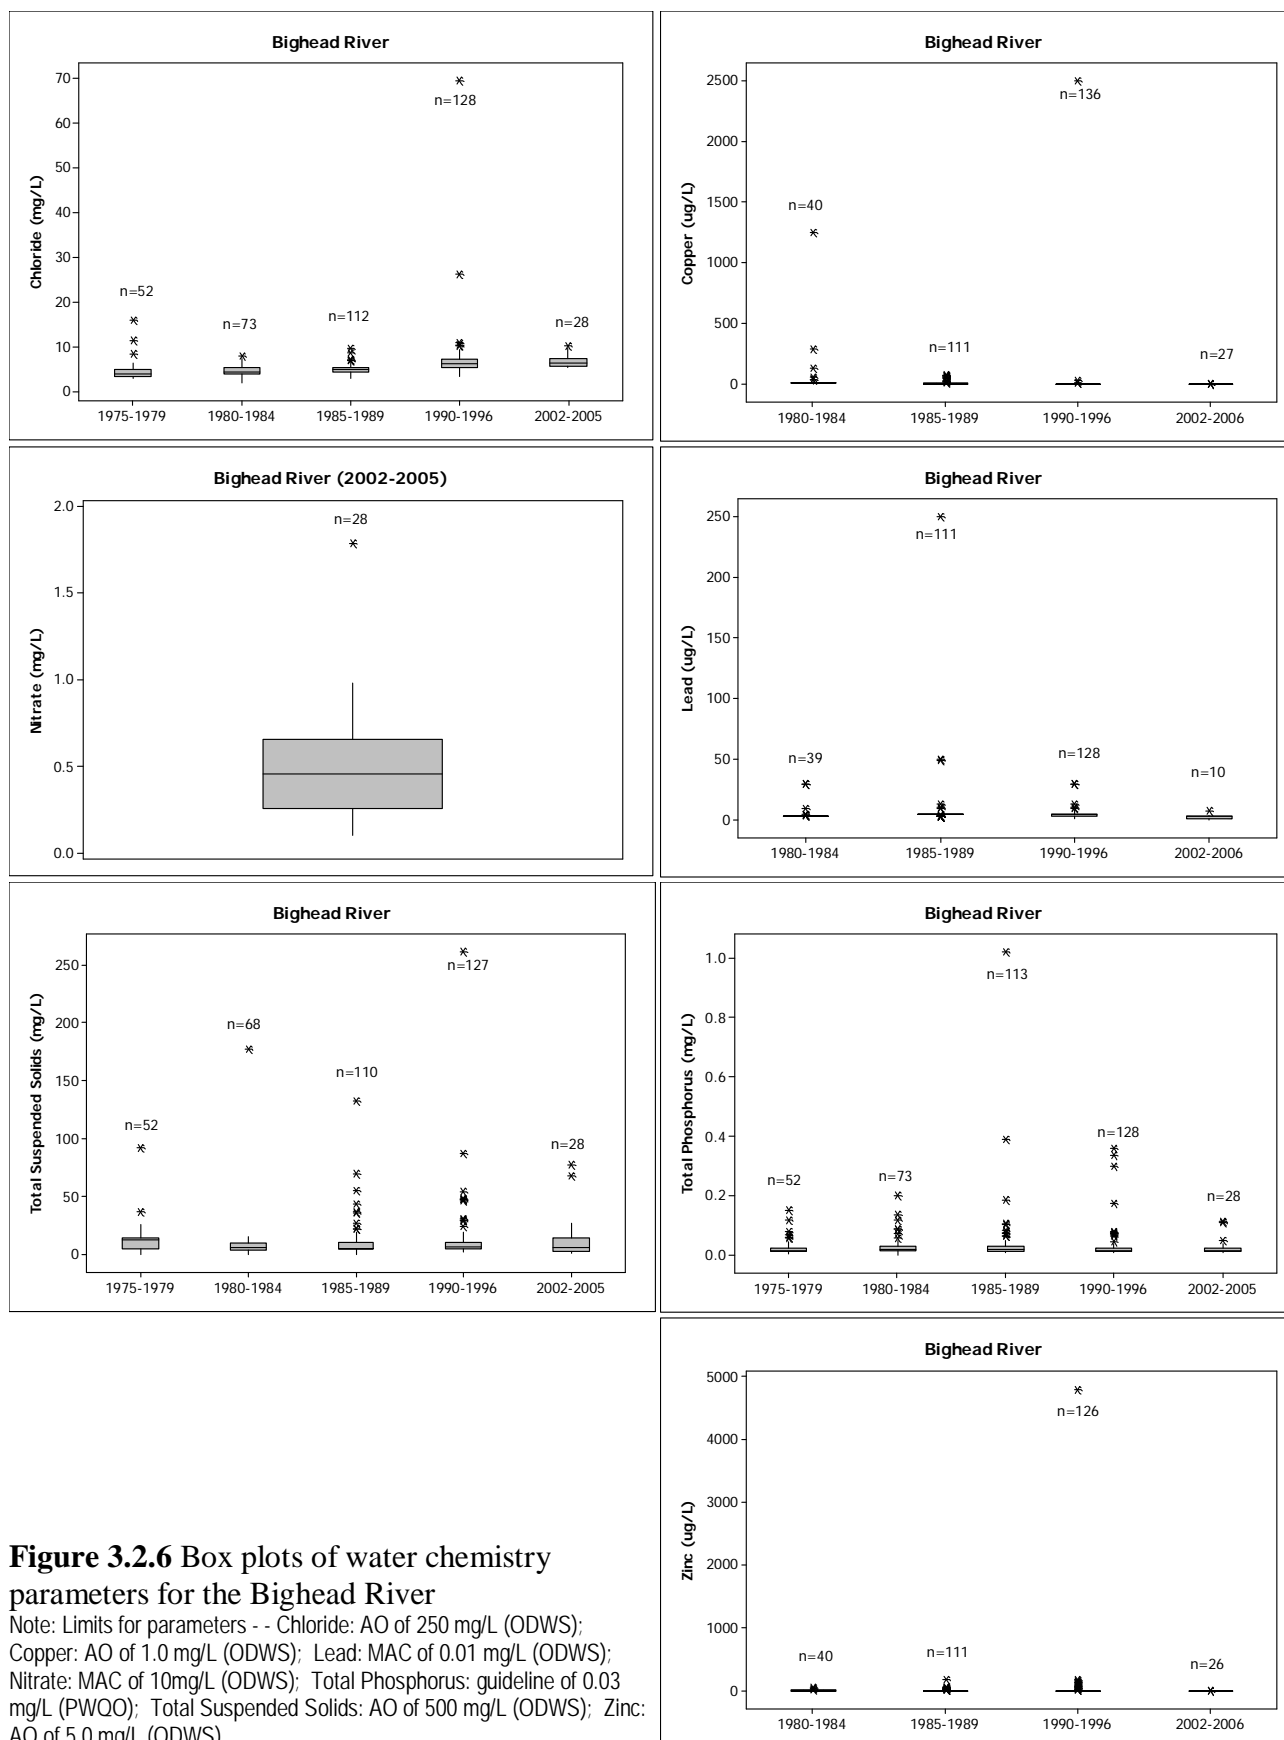 Bighead River
Chloride (mg/L)
70
60
50
40
30
20
10
0
n=52
n=73
n=112
n=128
n=28
1975-1979
1980-1984
1985-1989
1990-1996
2002-2005
Bighead River
Copper (ug/L)
2500
2000
1500
1000
500
0
n=40
n=111
n=136
n=27
1980-1984
1985-1989
1990-1996
2002-2006
Bighead River (2002-2005)
Nitrate (mg/L)
2.0
1.5
1.0
0.5
0.0
n=28
Bighead River
Lead (ug/L)
250
200
150
100
50
0
n=39
n=111
n=128
n=10
1980-1984
1985-1989
1990-1996
2002-2006
Bighead River
Total Suspended Solids (mg/L)
250
200
150
100
50
0
n=52
n=68
n=110
n=127
n=28
1975-1979
1980-1984
1985-1989
1990-1996
2002-2005
Bighead River
Total Phosphorus (mg/L)
1.0
0.8
0.6
0.4
0.2
0.0
n=52
n=73
n=113
n=128
n=28
1975-1979
1980-1984
1985-1989
1990-1996
2002-2005
Bighead River
Zinc (ug/L)
5000
4000
3000
2000
1000
0
n=40
n=111
n=126
n=26
1980-1984
1985-1989
1990-1996
2002-2006
Figure 3.2.6 Box plots of water chemistry
parameters for the Bighead River
Note: Limits for parameters - - Chloride: AO of 250 mg/L (ODWS);
Copper: AO of 1.0 mg/L (ODWS); Lead: MAC of 0.01 mg/L (ODWS);
Nitrate: MAC of 10mg/L (ODWS); Total Phosphorus: guideline of 0.03
mg/L (PWQO); Total Suspended Solids: AO of 500 mg/L (ODWS); Zinc:
AO of 5.0 mg/L (ODWS)